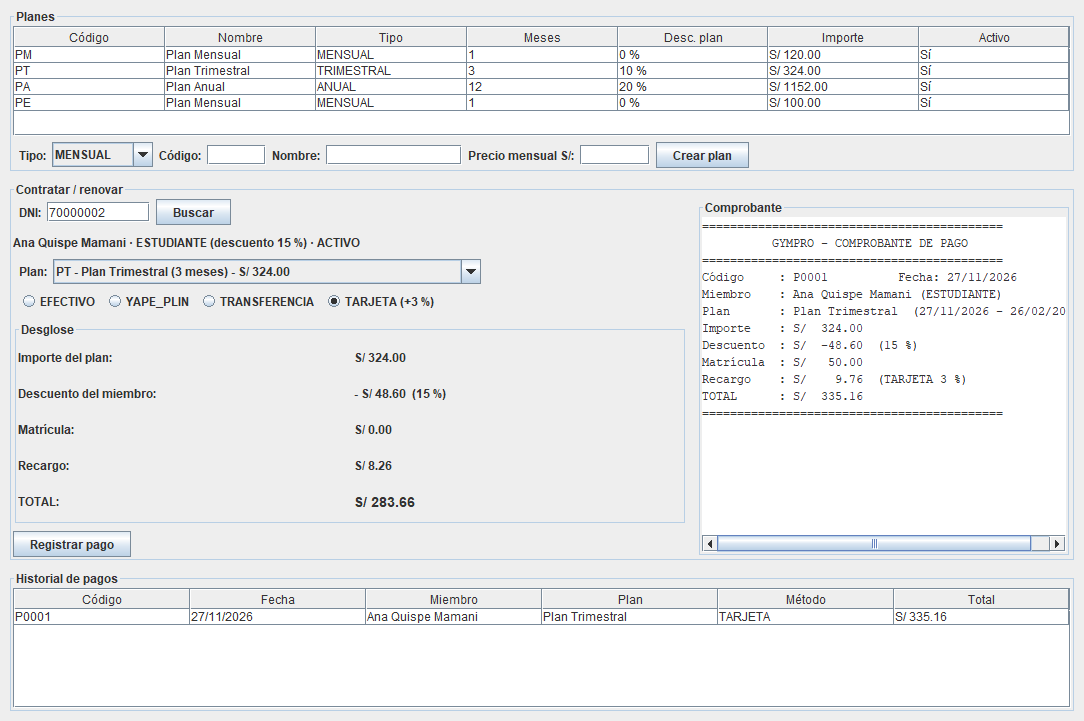 Planes
Código Nombre Tipo Meses Desc. plan Importe Activo
PM Plan Mensual MENSUAL 1 0 % S/ 120.00 Sí
PT Plan Trimestral TRIMESTRAL 3 10 % S/ 324.00 Sí
PA Plan Anual ANUAL 12 20 % S/ 1152.00 Sí
PE Plan Mensual MENSUAL 1 0 % S/ 100.00 Sí
Tipo: MENSUAL Código: Nombre: Precio mensual S/: Crear plan
Contratar / renovar
DNI: 70000002 Buscar
Ana Quispe Mamani · ESTUDIANTE (descuento 15 %) · ACTIVO
Plan: PT - Plan Trimestral (3 meses) - S/ 324.00
EFECTIVO YAPE_PLIN TRANSFERENCIA TARJETA (+3 %)
Desglose
Importe del plan: S/ 324.00
Descuento del miembro: - S/ 48.60 (15 %)
Matrícula: S/ 0.00
Recargo: S/ 8.26
TOTAL: S/ 283.66
Registrar pago
Comprobante
=========================================
GYMPRO - COMPROBANTE DE PAGO
=========================================
Código : P0001 Fecha: 27/11/2026
Miembro : Ana Quispe Mamani (ESTUDIANTE)
Plan : Plan Trimestral (27/11/2026 - 26/02/20
Importe : S/ 324.00
Descuento : S/ -48.60 (15 %)
Matrícula : S/ 50.00
Recargo : S/ 9.76 (TARJETA 3 %)
TOTAL : S/ 335.16
=========================================
Historial de pagos
Código Fecha Miembro Plan Método Total
P0001 27/11/2026 Ana Quispe Mamani Plan Trimestral TARJETA S/ 335.16